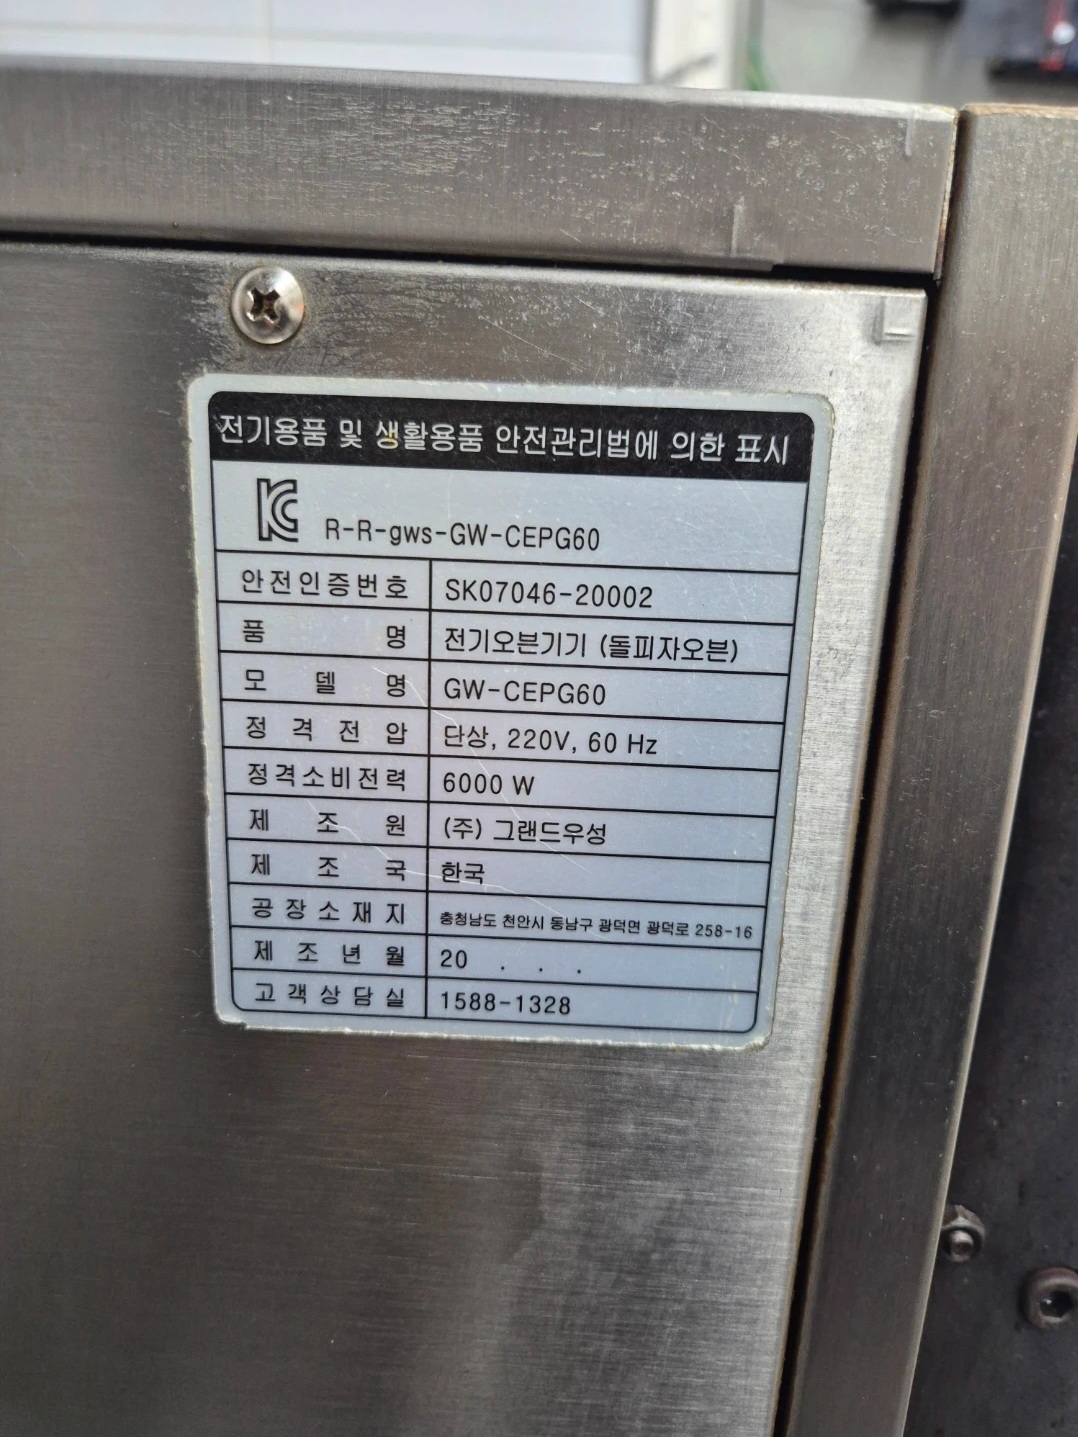 전기용품 및 생활용품 안전관리법에 의한 표시
KC R-R-gws-GW-CEPG60
안전인증번호 SK07046-20002
품 명 전기오븐기기 (돌피자오븐)
모 델 명 GW-CEPG60
정 격 전 압 단상, 220V, 60 Hz
정격소비전력 6000 W
제 조 원 (주) 그랜드우성
제 조 국 한국
공장소재지 충청남도 천안시 동남구 광덕면 광덕로 258-16
제 조 년 월 20 . . .
고객상담실 1588-1328